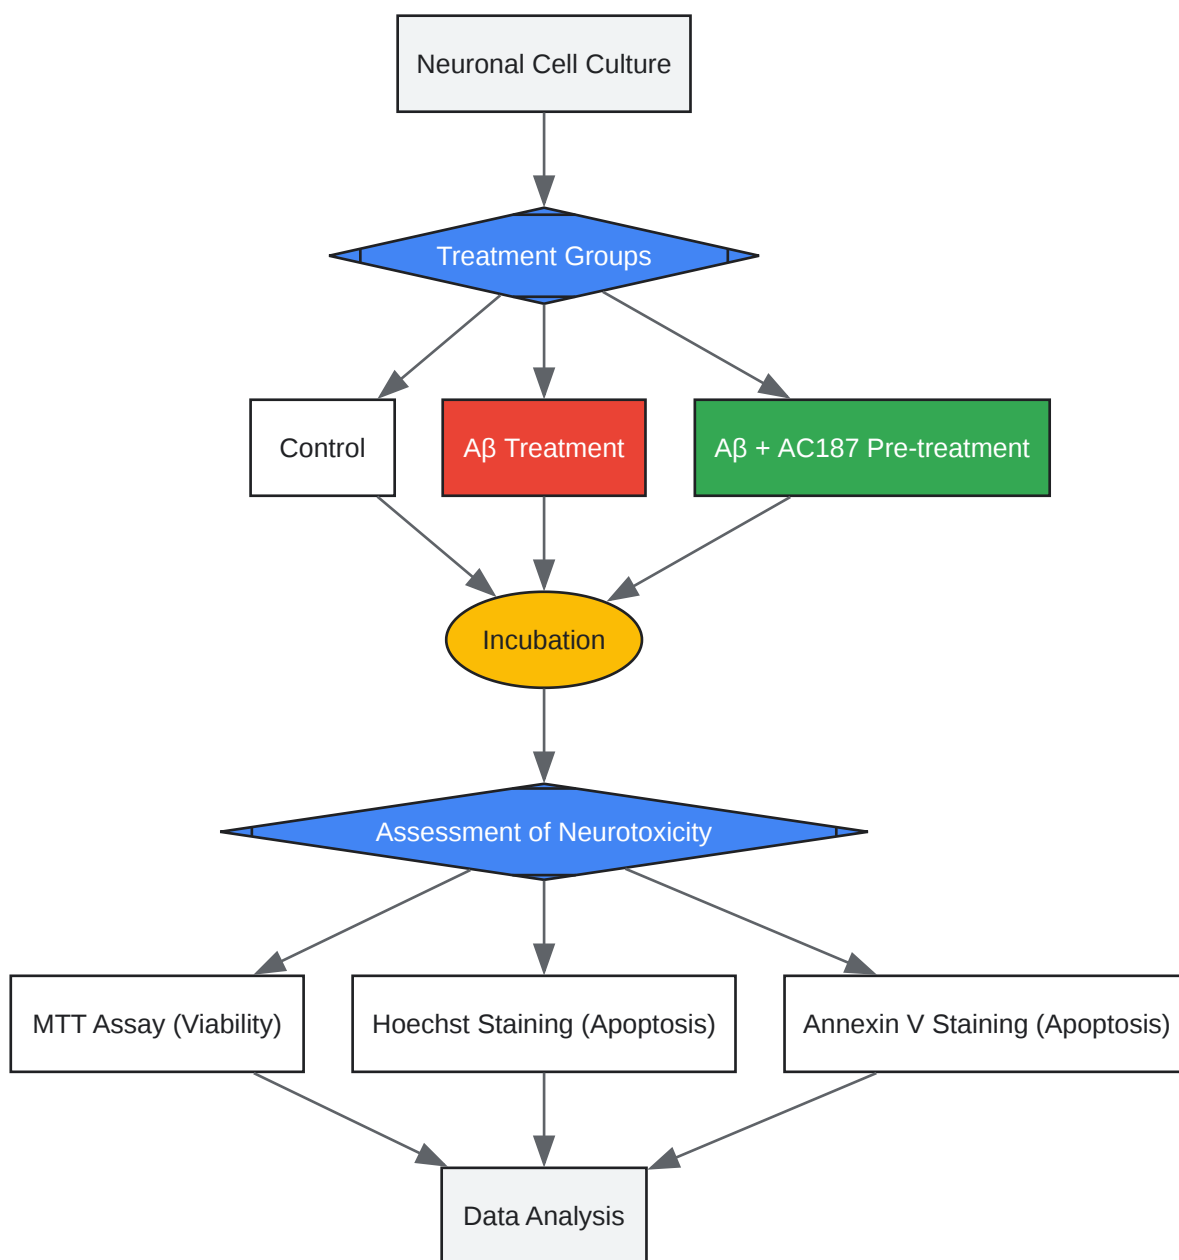 Neuronal Cell Culture
Treatment Groups
Control
Aβ Treatment
Aβ + AC187 Pre-treatment
Incubation
Assessment of Neurotoxicity
MTT Assay (Viability)
Hoechst Staining (Apoptosis)
Annexin V Staining (Apoptosis)
Data Analysis